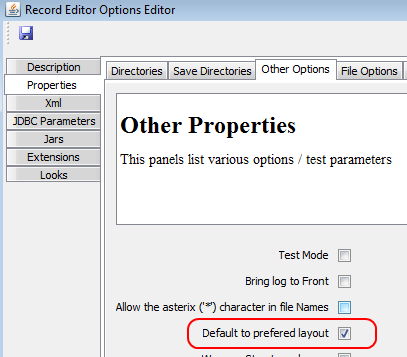 Record Editor Options Editor
Description
Properties
Xml
JDBC Parameters
Jars
Extensions
Looks
Directories Save Directories Other Options File Options
Other Properties
This panels list various options / test parameters
Test Mode
Bring log to Front
Allow the asterix ('*') character in file Names
Default to prefered layout